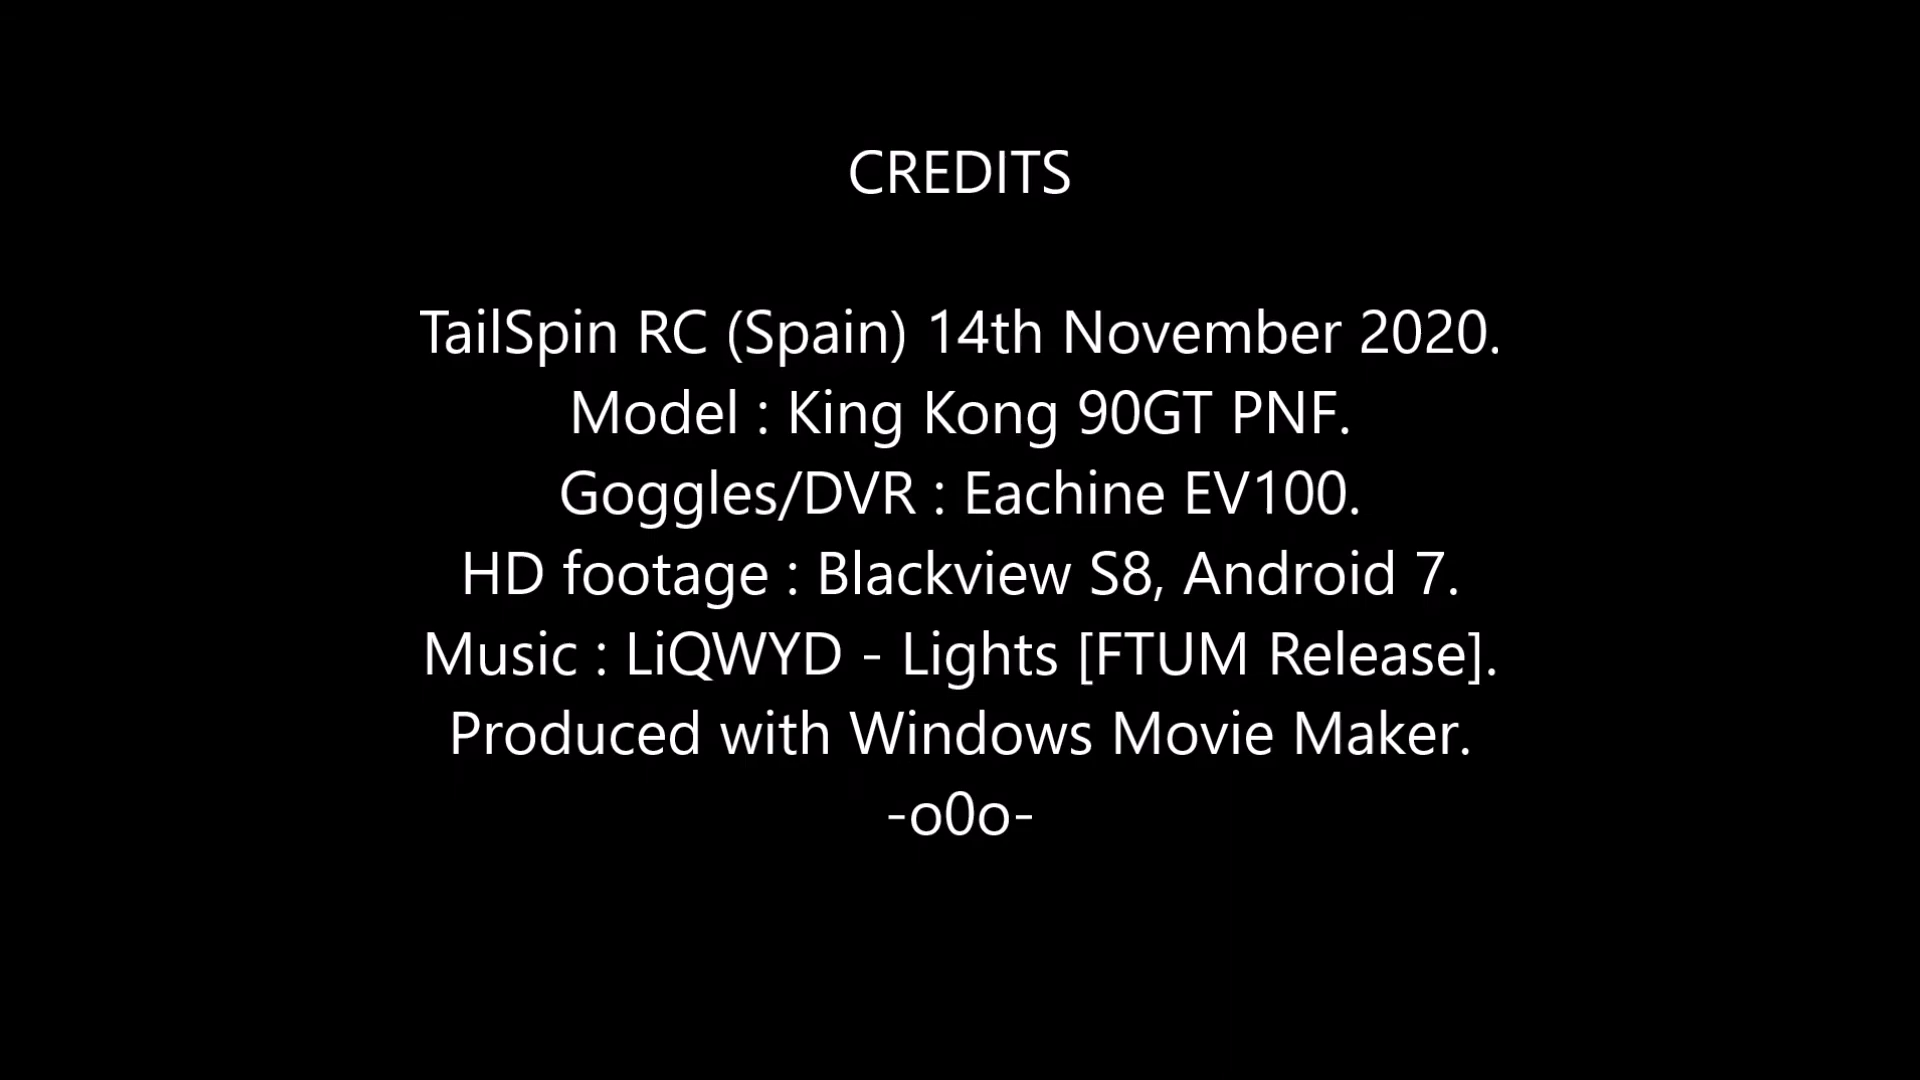 CREDITS
TailSpin RC (Spain) 14th November 2020.
Model : King Kong 90GT PNF.
Goggles/DVR : Eachine EV100.
HD footage : Blackview S8, Android 7.
Music : LiQWYD - Lights [FTUM Release].
Produced with Windows Movie Maker.
-o0o-